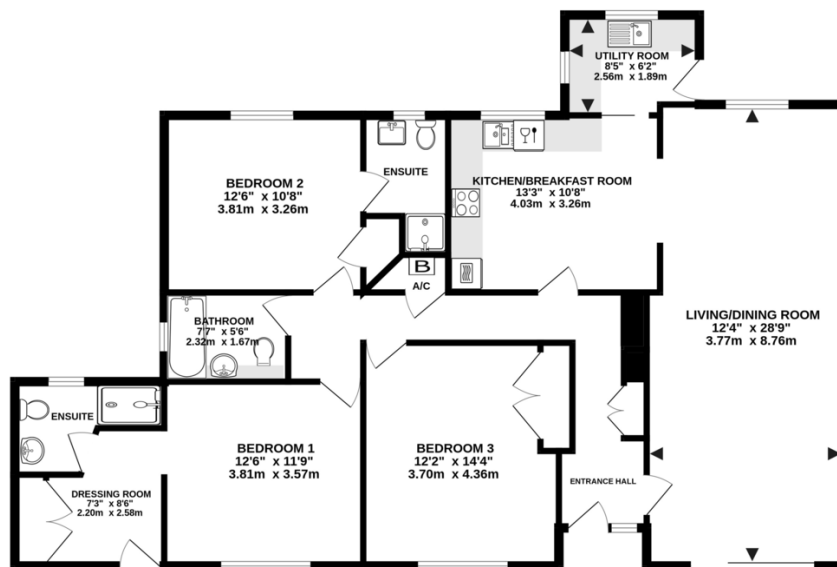 UTILITY ROOM
8'5" x 6'2"
2.56m x 1.89m
BEDROOM 2
12'6" x 10'8"
3.81m x 3.26m
ENSUITE
KITCHEN/BREAKFAST ROOM
13'3" x 10'8"
4.03m x 3.26m
B
A/C
BATHROOM
7'7" x 5'6"
2.32m x 1.67m
LIVING/DINING ROOM
12'4" x 28'9"
3.77m x 8.76m
ENSUITE
BEDROOM 1
12'6" x 11'9"
3.81m x 3.57m
BEDROOM 3
12'2" x 14'4"
3.70m x 4.36m
DRESSING ROOM
7'3" x 8'6"
2.20m x 2.58m
ENTRANCE HALL